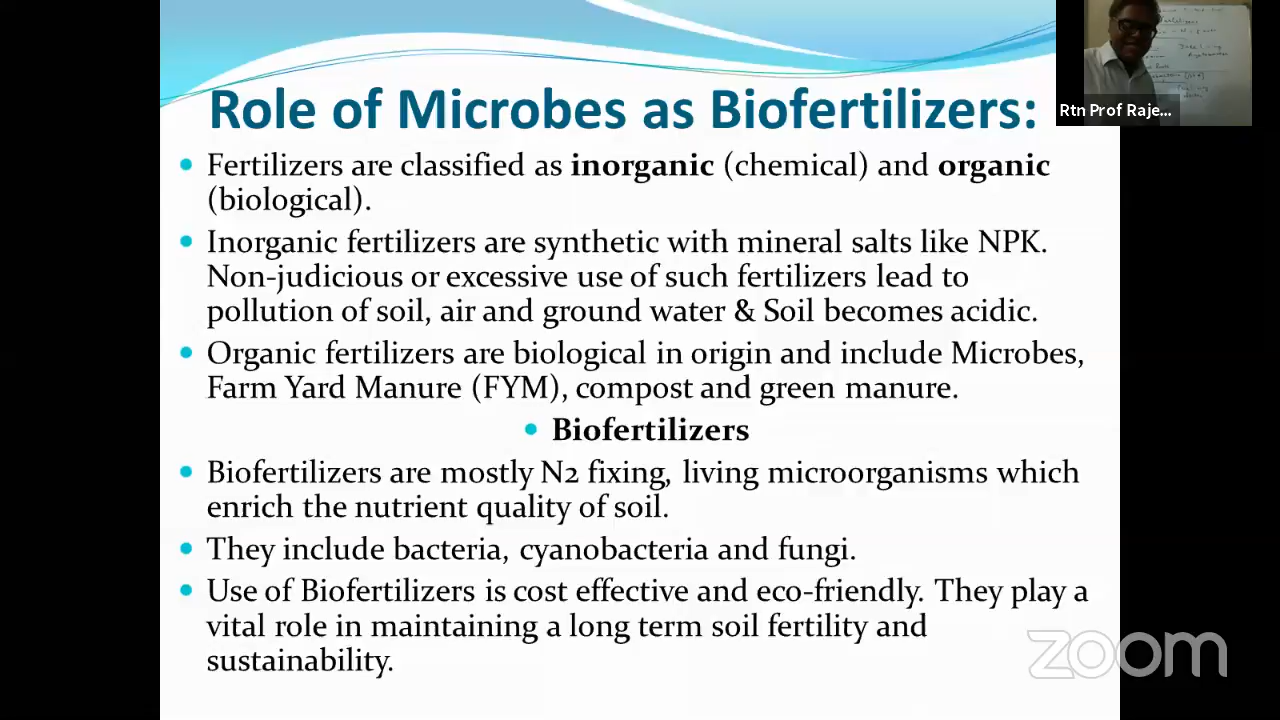 Role of Microbes as Biofertilizers:
Rtn Prof Raje...
• Fertilizers are classified as inorganic (chemical) and organic
(biological).
• Inorganic fertilizers are synthetic with mineral salts like NPK.
Non-judicious or excessive use of such fertilizers lead to
pollution of soil, air and ground water & Soil becomes acidic.
• Organic fertilizers are biological in origin and include Microbes,
Farm Yard Manure (FYM), compost and green manure.
• Biofertilizers
• Biofertilizers are mostly N2 fixing, living microorganisms which
enrich the nutrient quality of soil.
• They include bacteria, cyanobacteria and fungi.
• Use of Biofertilizers is cost effective and eco-friendly. They play a
vital role in maintaining a long term soil fertility and
sustainability.
zoom